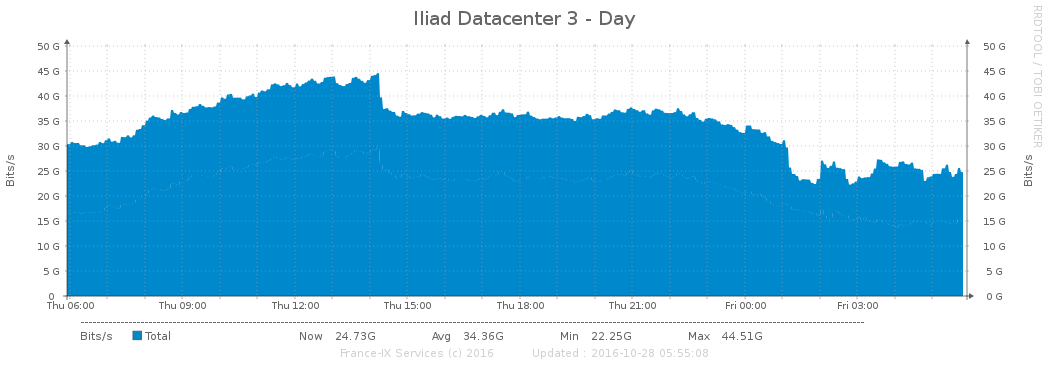 Iliad Datacenter 3 - Day
RRDTOOL / TOBI OETIKER
Bits/s
50 G 50 G
45 G 45 G
40 G 40 G
35 G 35 G
30 G 30 G
25 G 25 G
20 G 20 G
15 G 15 G
10 G 10 G
5 G 5 G
0 0 G
Bits/s
Thu 06:00 Thu 09:00 Thu 12:00 Thu 15:00 Thu 18:00 Thu 21:00 Fri 00:00 Fri 03:00
Bits/s Total Now 24.73G Avg 34.36G Min 22.25G Max 44.51G
France-IX Services (c) 2016 Updated : 2016-10-28 05:55:08